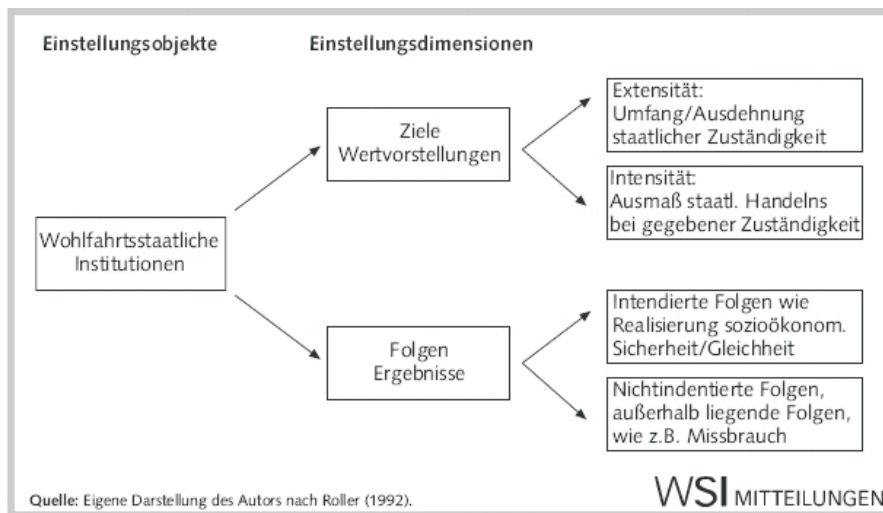 Einstellungsobjekte
Einstellungsdimensionen
Wohlfahrtsstaatliche
Institutionen
Ziele
Wertvorstellungen
Extensität:
Umfang/Ausdehnung
staatlicher Zuständigkeit
Intensität:
Ausmaß staatl. Handelns
bei gegebener Zuständigkeit
Folgen
Ergebnisse
Intendierte Folgen wie
Realisierung sozioökonom.
Sicherheit/Gleichheit
Nichtindentierte Folgen,
außerhalb liegende Folgen,
wie z.B. Missbrauch
Quelle: Eigene Darstellung des Autors nach Roller (1992).
WSI MITTEILUNGEN